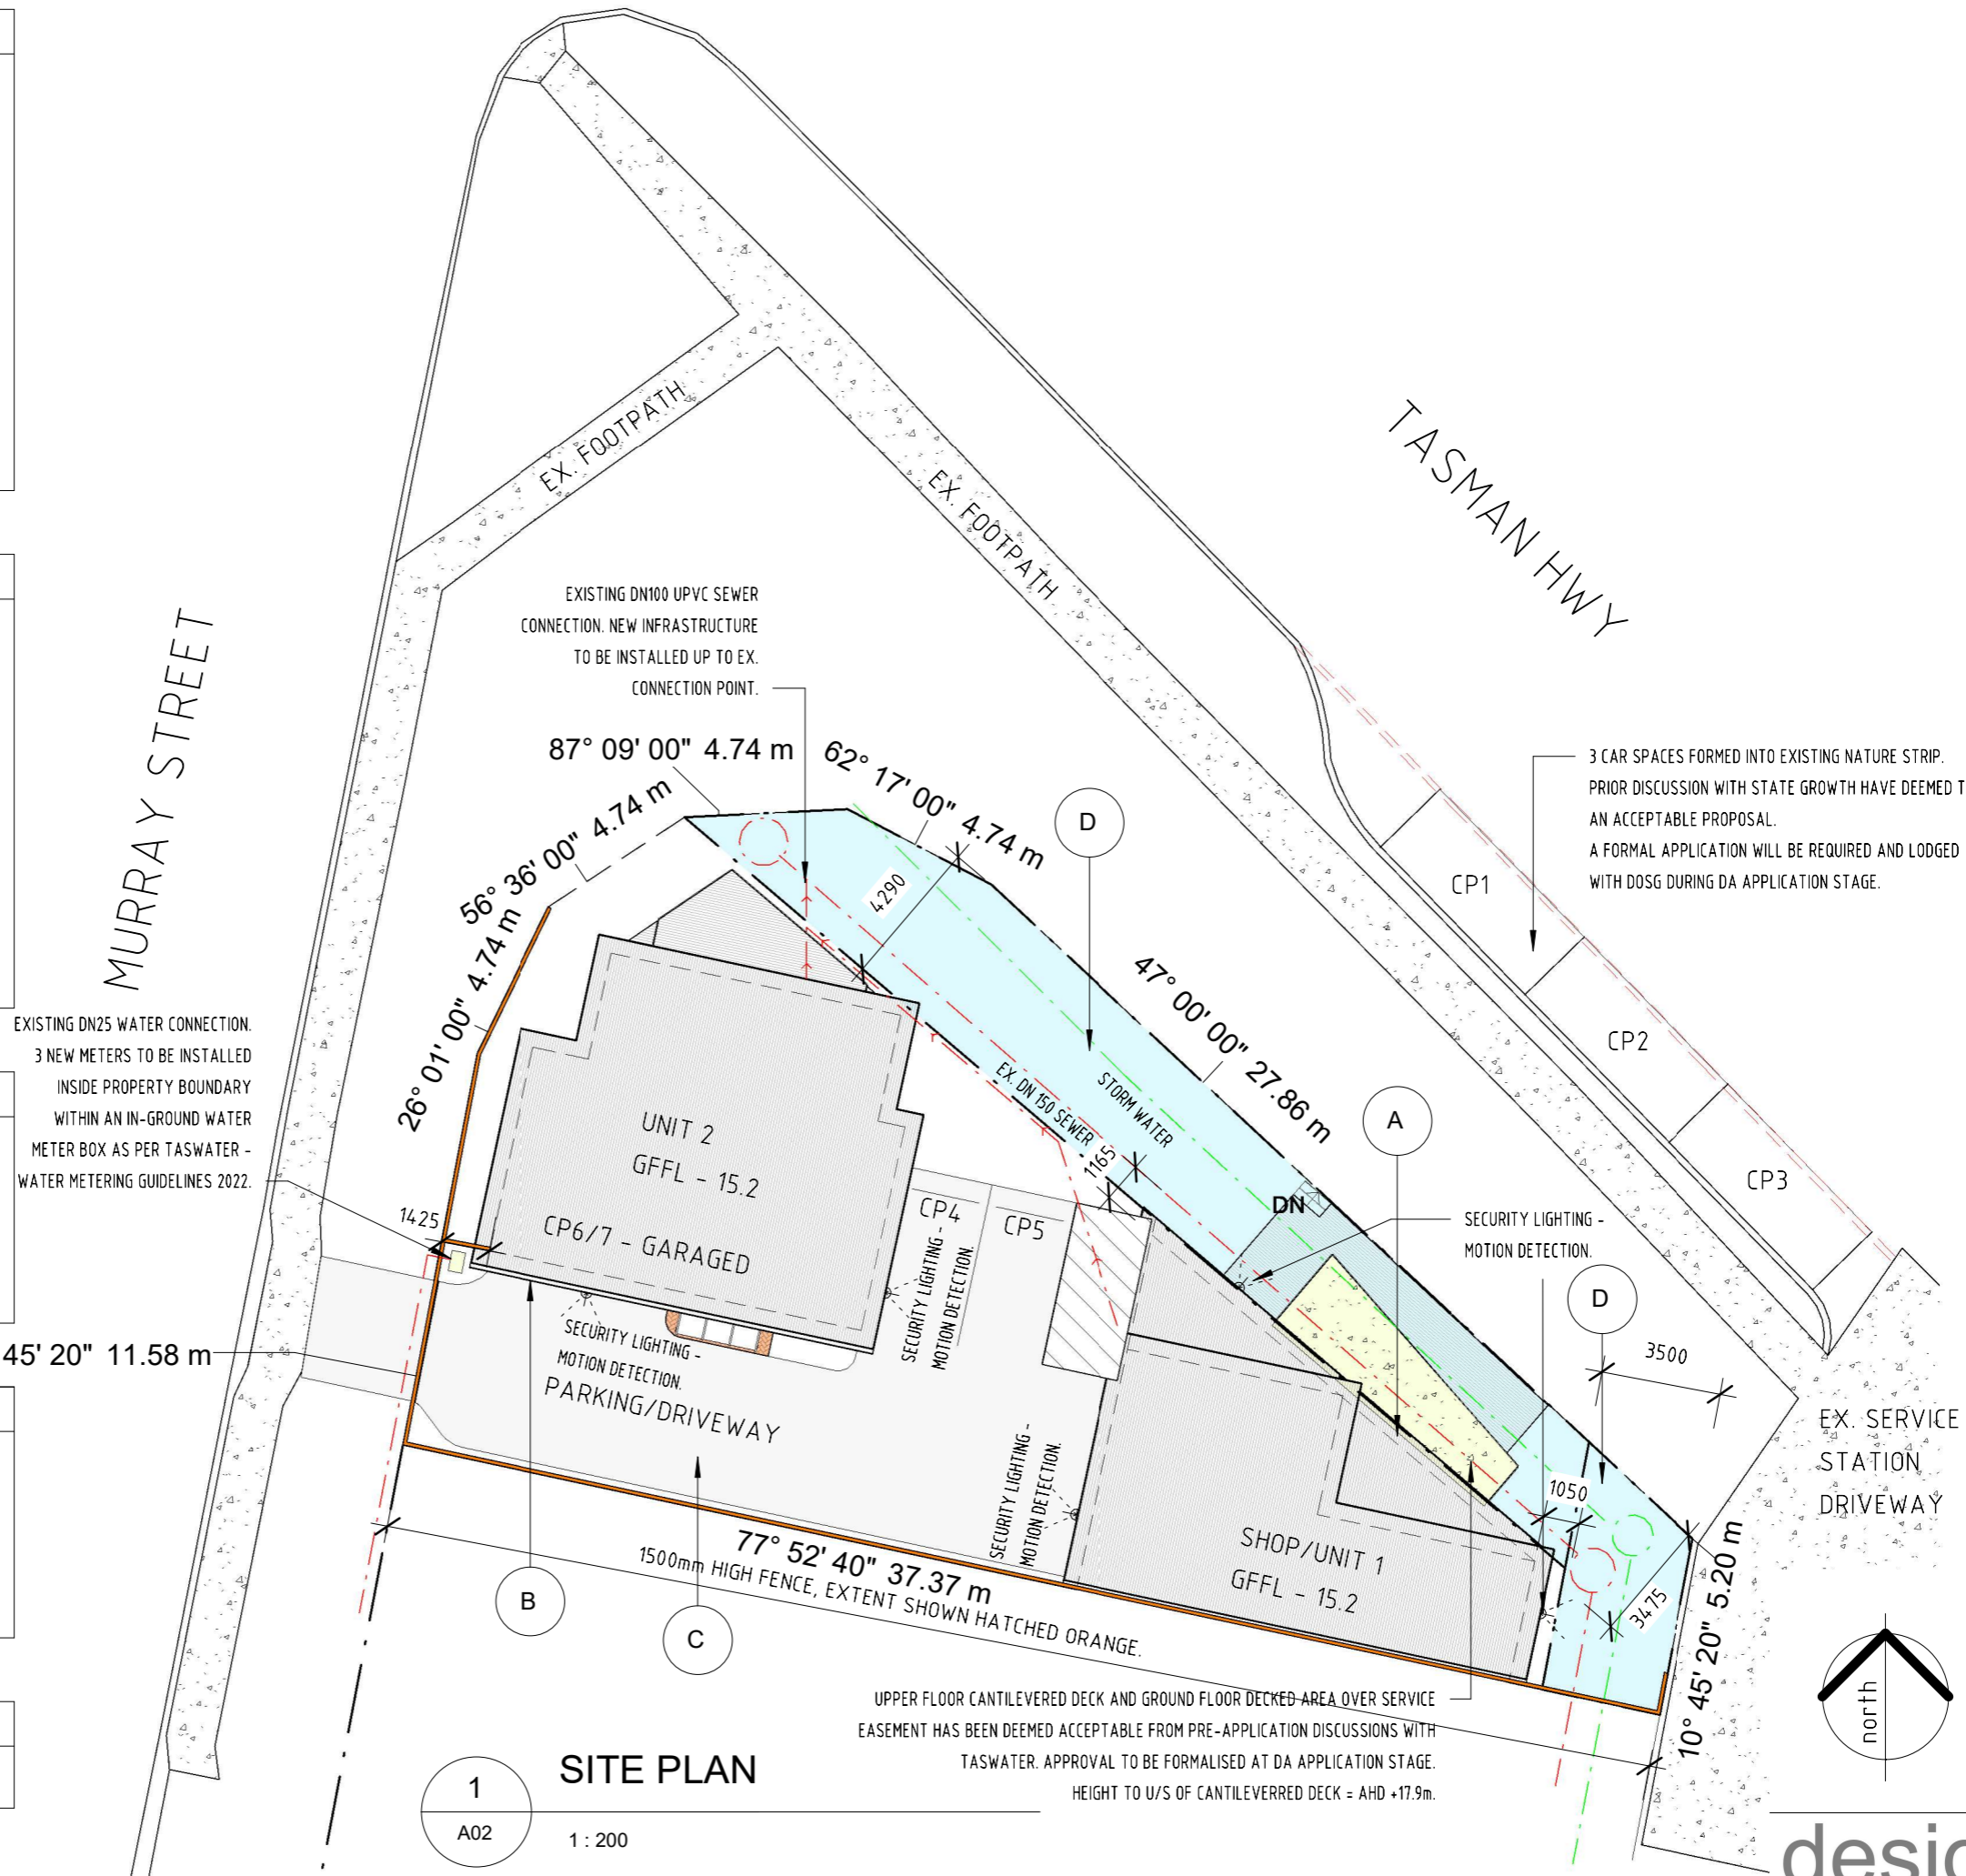 EX. FOOTPATH
EX. FOOTPATH
TASMAN HWY
MURRAY STREET
EXISTING DN100 UPVC SEWER
CONNECTION. NEW INFRASTRUCTURE
TO BE INSTALLED UP TO EX.
CONNECTION POINT.
87° 09' 00" 4.74 m
62° 17' 00" 4.74 m
56° 36' 00" 4.74 m
26° 01' 00" 4.74 m
47° 00' 00" 27.86 m
D
4290
3 CAR SPACES FORMED INTO EXISTING NATURE STRIP.
PRIOR DISCUSSION WITH STATE GROWTH HAVE DEEMED
AN ACCEPTABLE PROPOSAL.
A FORMAL APPLICATION WILL BE REQUIRED AND LODGED
WITH DOSG DURING DA APPLICATION STAGE.
CP1
CP2
CP3
EXISTING DN25 WATER CONNECTION.
3 NEW METERS TO BE INSTALLED
INSIDE PROPERTY BOUNDARY
WITHIN AN IN-GROUND WATER
METER BOX AS PER TASWATER -
WATER METERING GUIDELINES 2022.
1425
UNIT 2
GFFL - 15.2
CP6/7 - GARAGED
EX. DN 150 SEWER
STORM WATER
1165
A
DN
CP4
CP5
SECURITY LIGHTING -
MOTION DETECTION.
SECURITY LIGHTING -
MOTION DETECTION.
D
3500
45' 20" 11.58 m
SECURITY LIGHTING -
MOTION DETECTION.
PARKING/DRIVEWAY
SECURITY LIGHTING -
MOTION DETECTION.
EX. SERVICE
STATION
DRIVEWAY
1050
SHOP/UNIT 1
GFFL - 15.2
3475
10° 45' 20" 5.20 m
B
C
77° 52' 40" 37.37 m
1500mm HIGH FENCE, EXTENT SHOWN HATCHED ORANGE.
UPPER FLOOR CANTILEVERED DECK AND GROUND FLOOR DECKED AREA OVER SERVICE
EASEMENT HAS BEEN DEEMED ACCEPTABLE FROM PRE-APPLICATION DISCUSSIONS WITH
TASWATER. APPROVAL TO BE FORMALISED AT DA APPLICATION STAGE.
HEIGHT TO U/S OF CANTILEVERRED DECK = AHD +17.9m.
north
1
A02
SITE PLAN
1 : 200